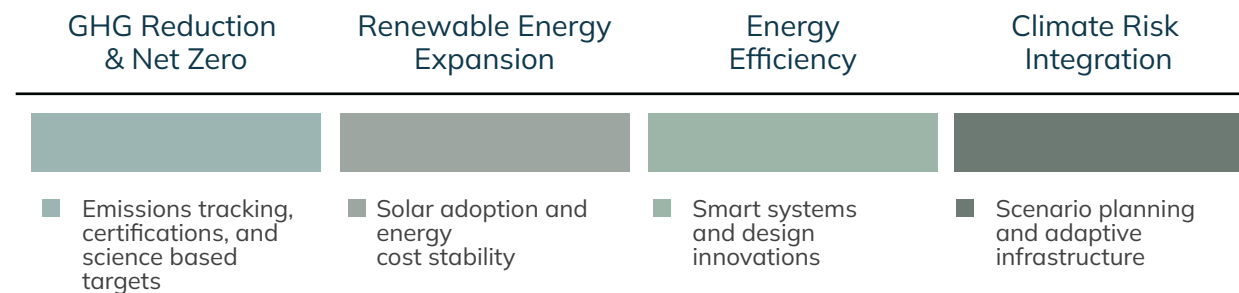 GHG Reduction
& Net Zero
Renewable Energy
Expansion
Energy
Efficiency
Climate Risk
Integration
Emissions tracking,
certifications, and
science based
targets
Solar adoption and
energy
cost stability
Smart systems
and design
innovations
Scenario planning
and adaptive
infrastructure